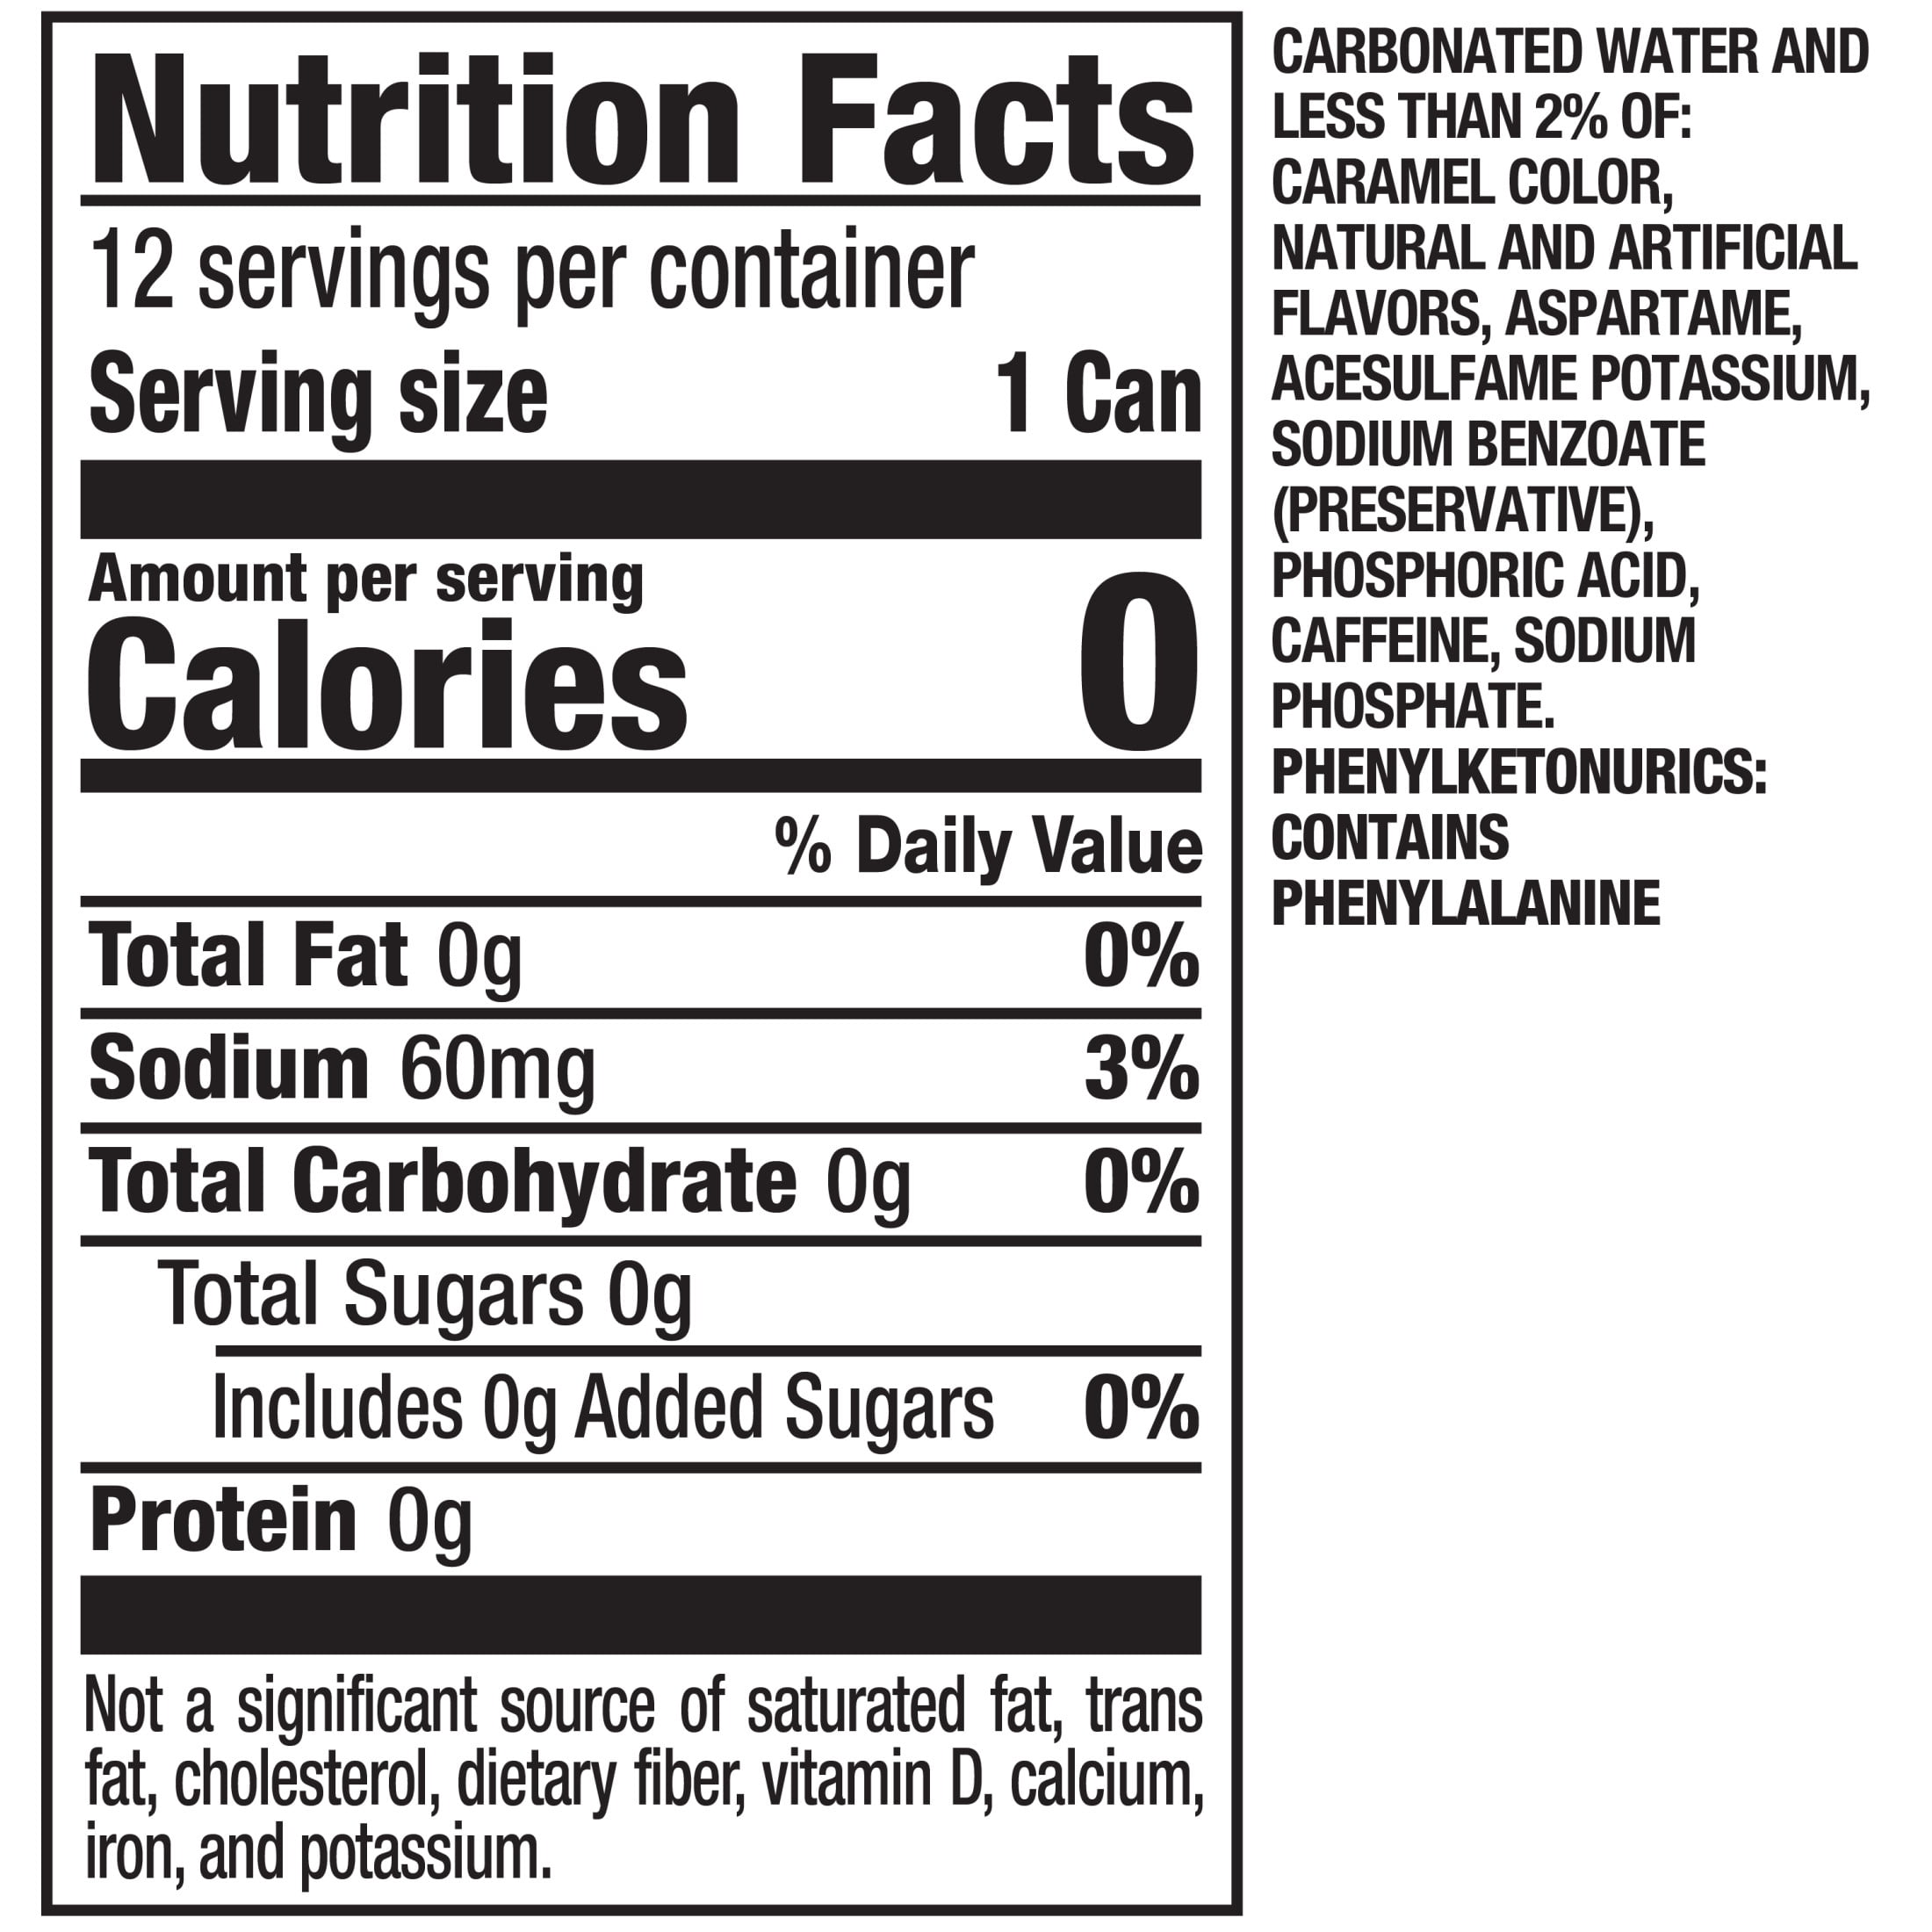 Nutrition Facts
12 servings per container
Serving size 1 Can
Amount per serving
Calories 0
% Daily Value
Total Fat 0g 0%
Sodium 60mg 3%
Total Carbohydrate 0g 0%
Total Sugars 0g
Includes 0g Added Sugars 0%
Protein 0g
Not a significant source of saturated fat, trans
fat, cholesterol, dietary fiber, vitamin D, calcium,
iron, and potassium.
CARBONATED WATER AND
LESS THAN 2% OF:
CARAMEL COLOR,
NATURAL AND ARTIFICIAL
FLAVORS, ASPARTAME,
ACESULFAME POTASSIUM,
SODIUM BENZOATE
(PRESERVATIVE),
PHOSPHORIC ACID,
CAFFEINE, SODIUM
PHOSPHATE.
PHENYLKETONURICS:
CONTAINS
PHENYLALANINE